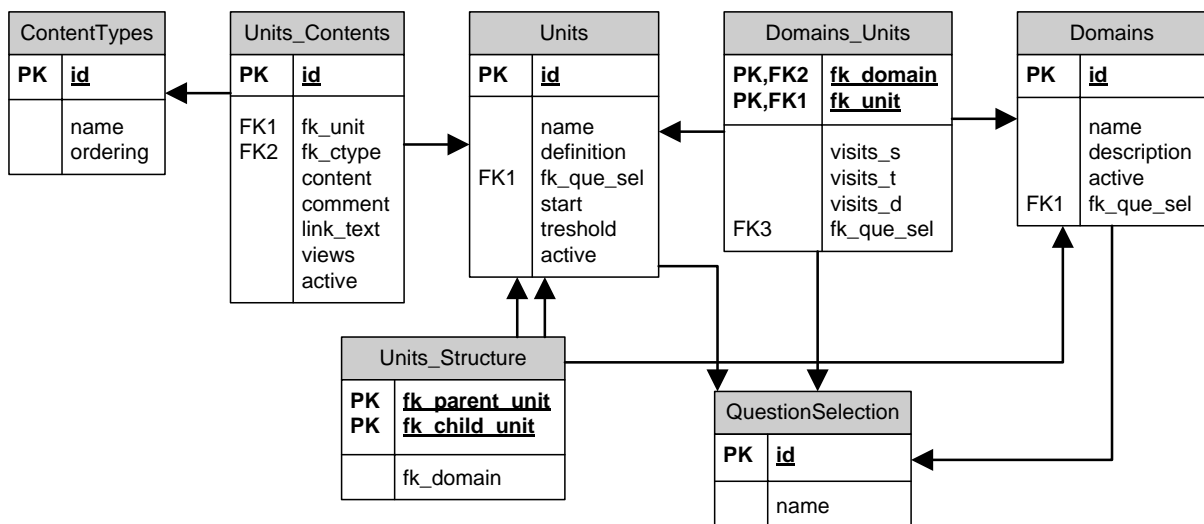 ContentTypes
PK id
name
ordering
Units_Contents
PK id
FK1 fk_unit
FK2 fk_ctype
content
comment
link_text
views
active
Units
PK id
name
definition
FK1 fk_que_sel
start
treshold
active
Domains_Units
PK,FK2 fk_domain
PK,FK1 fk_unit
visits_s
visits_t
visits_d
FK3 fk_que_sel
Domains
PK id
name
description
active
FK1 fk_que_sel
Units_Structure
PK fk_parent_unit
PK fk_child_unit
fk_domain
QuestionSelection
PK id
name